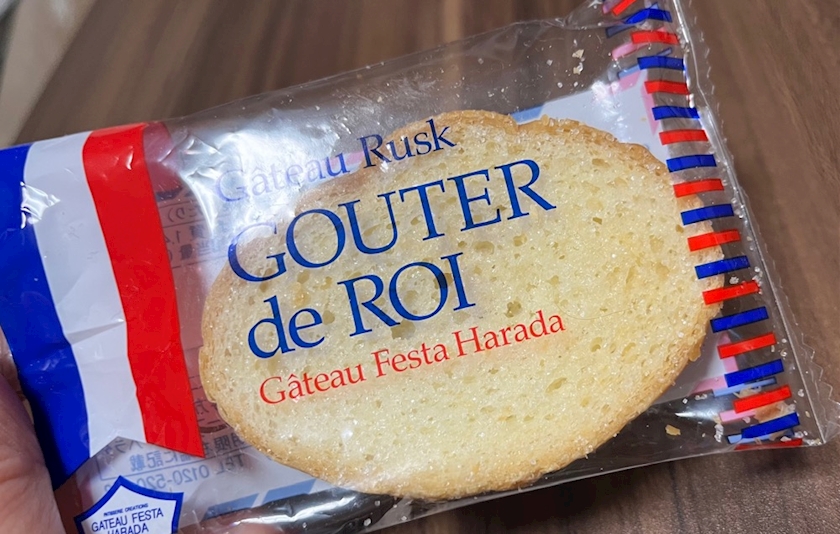 Gâteau Rusk
GOUTER
de ROI
Gâteau Festa Harada
GATEAU FESTA
HARADA